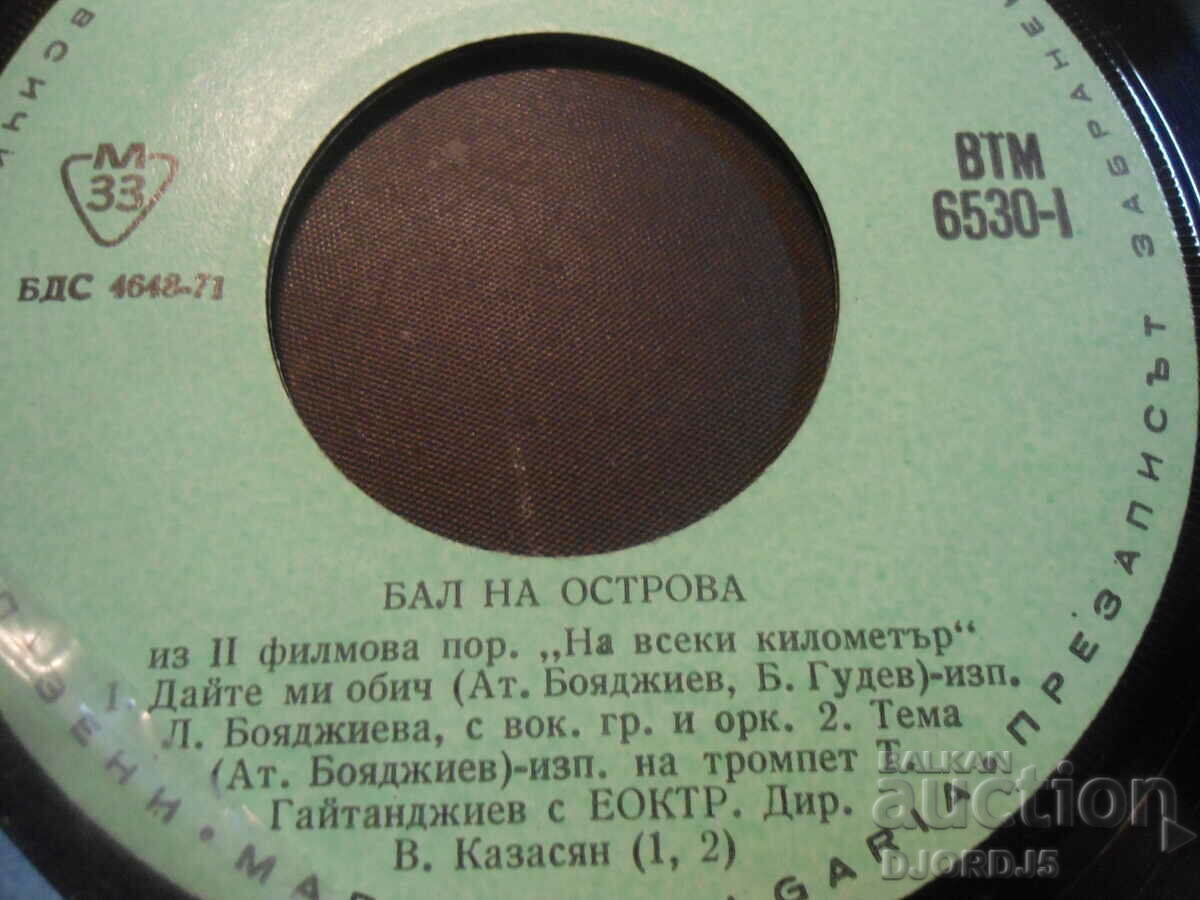 М
33
БДС 4648-71
ВТМ
6530-I
БАЛ НА ОСТРОВА
из II филмова пор. „На всеки километър“
1. Дайте ми обич (Ат. Бояджиев, Б. Гудев)-изп.
Л. Бояджиева, с вок. гр. и орк. 2. Тема
(Ат. Бояджиев)-изп. на тромпет Т.
Гайтанджиев с ЕОКТР. Дир.
В. Казасян (1, 2)
ПРЕЗАПИСЪТ ЗАБРАНЕ
BALKAN
auction
DJORDJ5